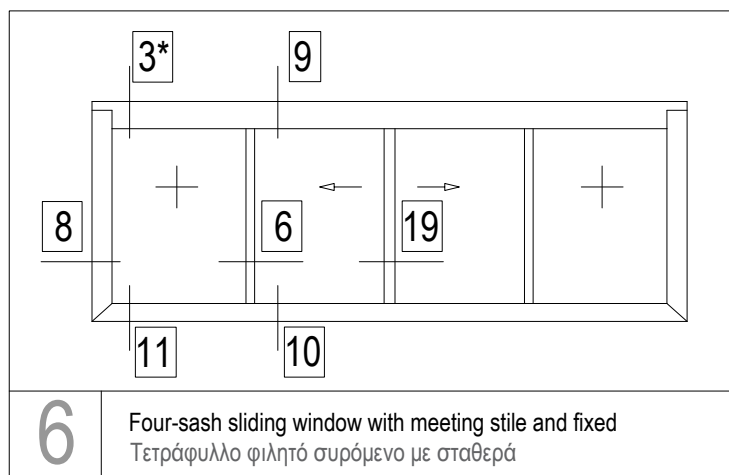 3* 9
8 6 19
11 10
6
Four-sash sliding window with meeting stile and fixed
Τετράφυλλο φιλητό συρόμενο με σταθερά